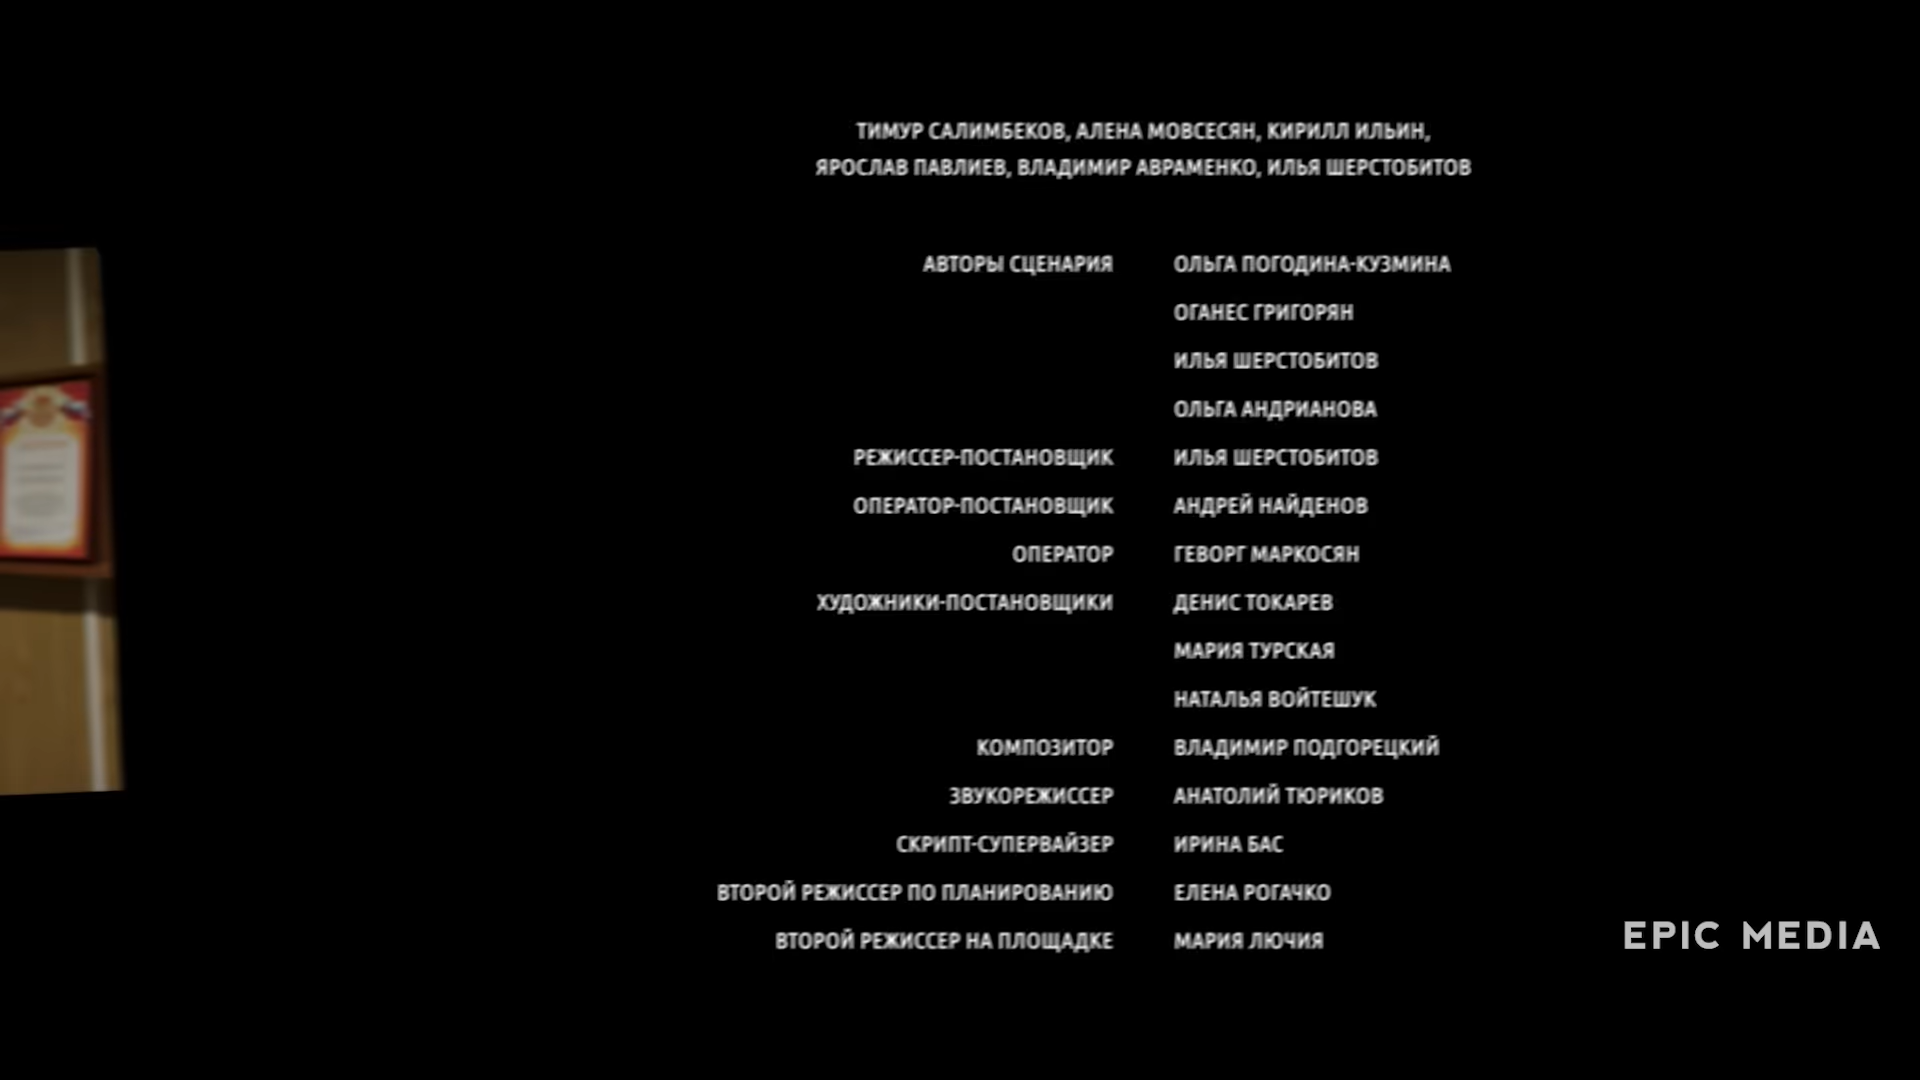 ТИМУР САЛИМБЕКОВ, АЛЕНА МОВСЕСЯН, КИРИЛЛ ИЛЬИН,
ЯРОСЛАВ ПАВЛИЕВ, ВЛАДИМИР АВРАМЕНКО, ИЛЬЯ ШЕРСТОБИТОВ
АВТОРЫ СЦЕНАРИЯ ОЛЬГА ПОГОДИНА-КУЗМИНА
ОГАНЕС ГРИГОРЯН
ИЛЬЯ ШЕРСТОБИТОВ
ОЛЬГА АНДРИАНОВА
РЕЖИССЕР-ПОСТАНОВЩИК ИЛЬЯ ШЕРСТОБИТОВ
ОПЕРАТОР-ПОСТАНОВЩИК АНДРЕЙ НАЙДЕНОВ
ОПЕРАТОР ГЕВОРГ МАРКОСЯН
ХУДОЖНИКИ-ПОСТАНОВЩИКИ ДЕНИС ТОКАРЕВ
МАРИЯ ТУРСКАЯ
НАТАЛЬЯ ВОЙТЕШУК
КОМПОЗИТОР ВЛАДИМИР ПОДГОРЕЦКИЙ
ЗВУКОРЕЖИССЕР АНАТОЛИЙ ТЮРИКОВ
СКРИПТ-СУПЕРВАЙЗЕР ИРИНА БАС
ВТОРОЙ РЕЖИССЕР ПО ПЛАНИРОВАНИЮ ЕЛЕНА РОГАЧКО
ВТОРОЙ РЕЖИССЕР НА ПЛОЩАДКЕ МАРИЯ ЛЮЧИЯ
EPIC MEDIA